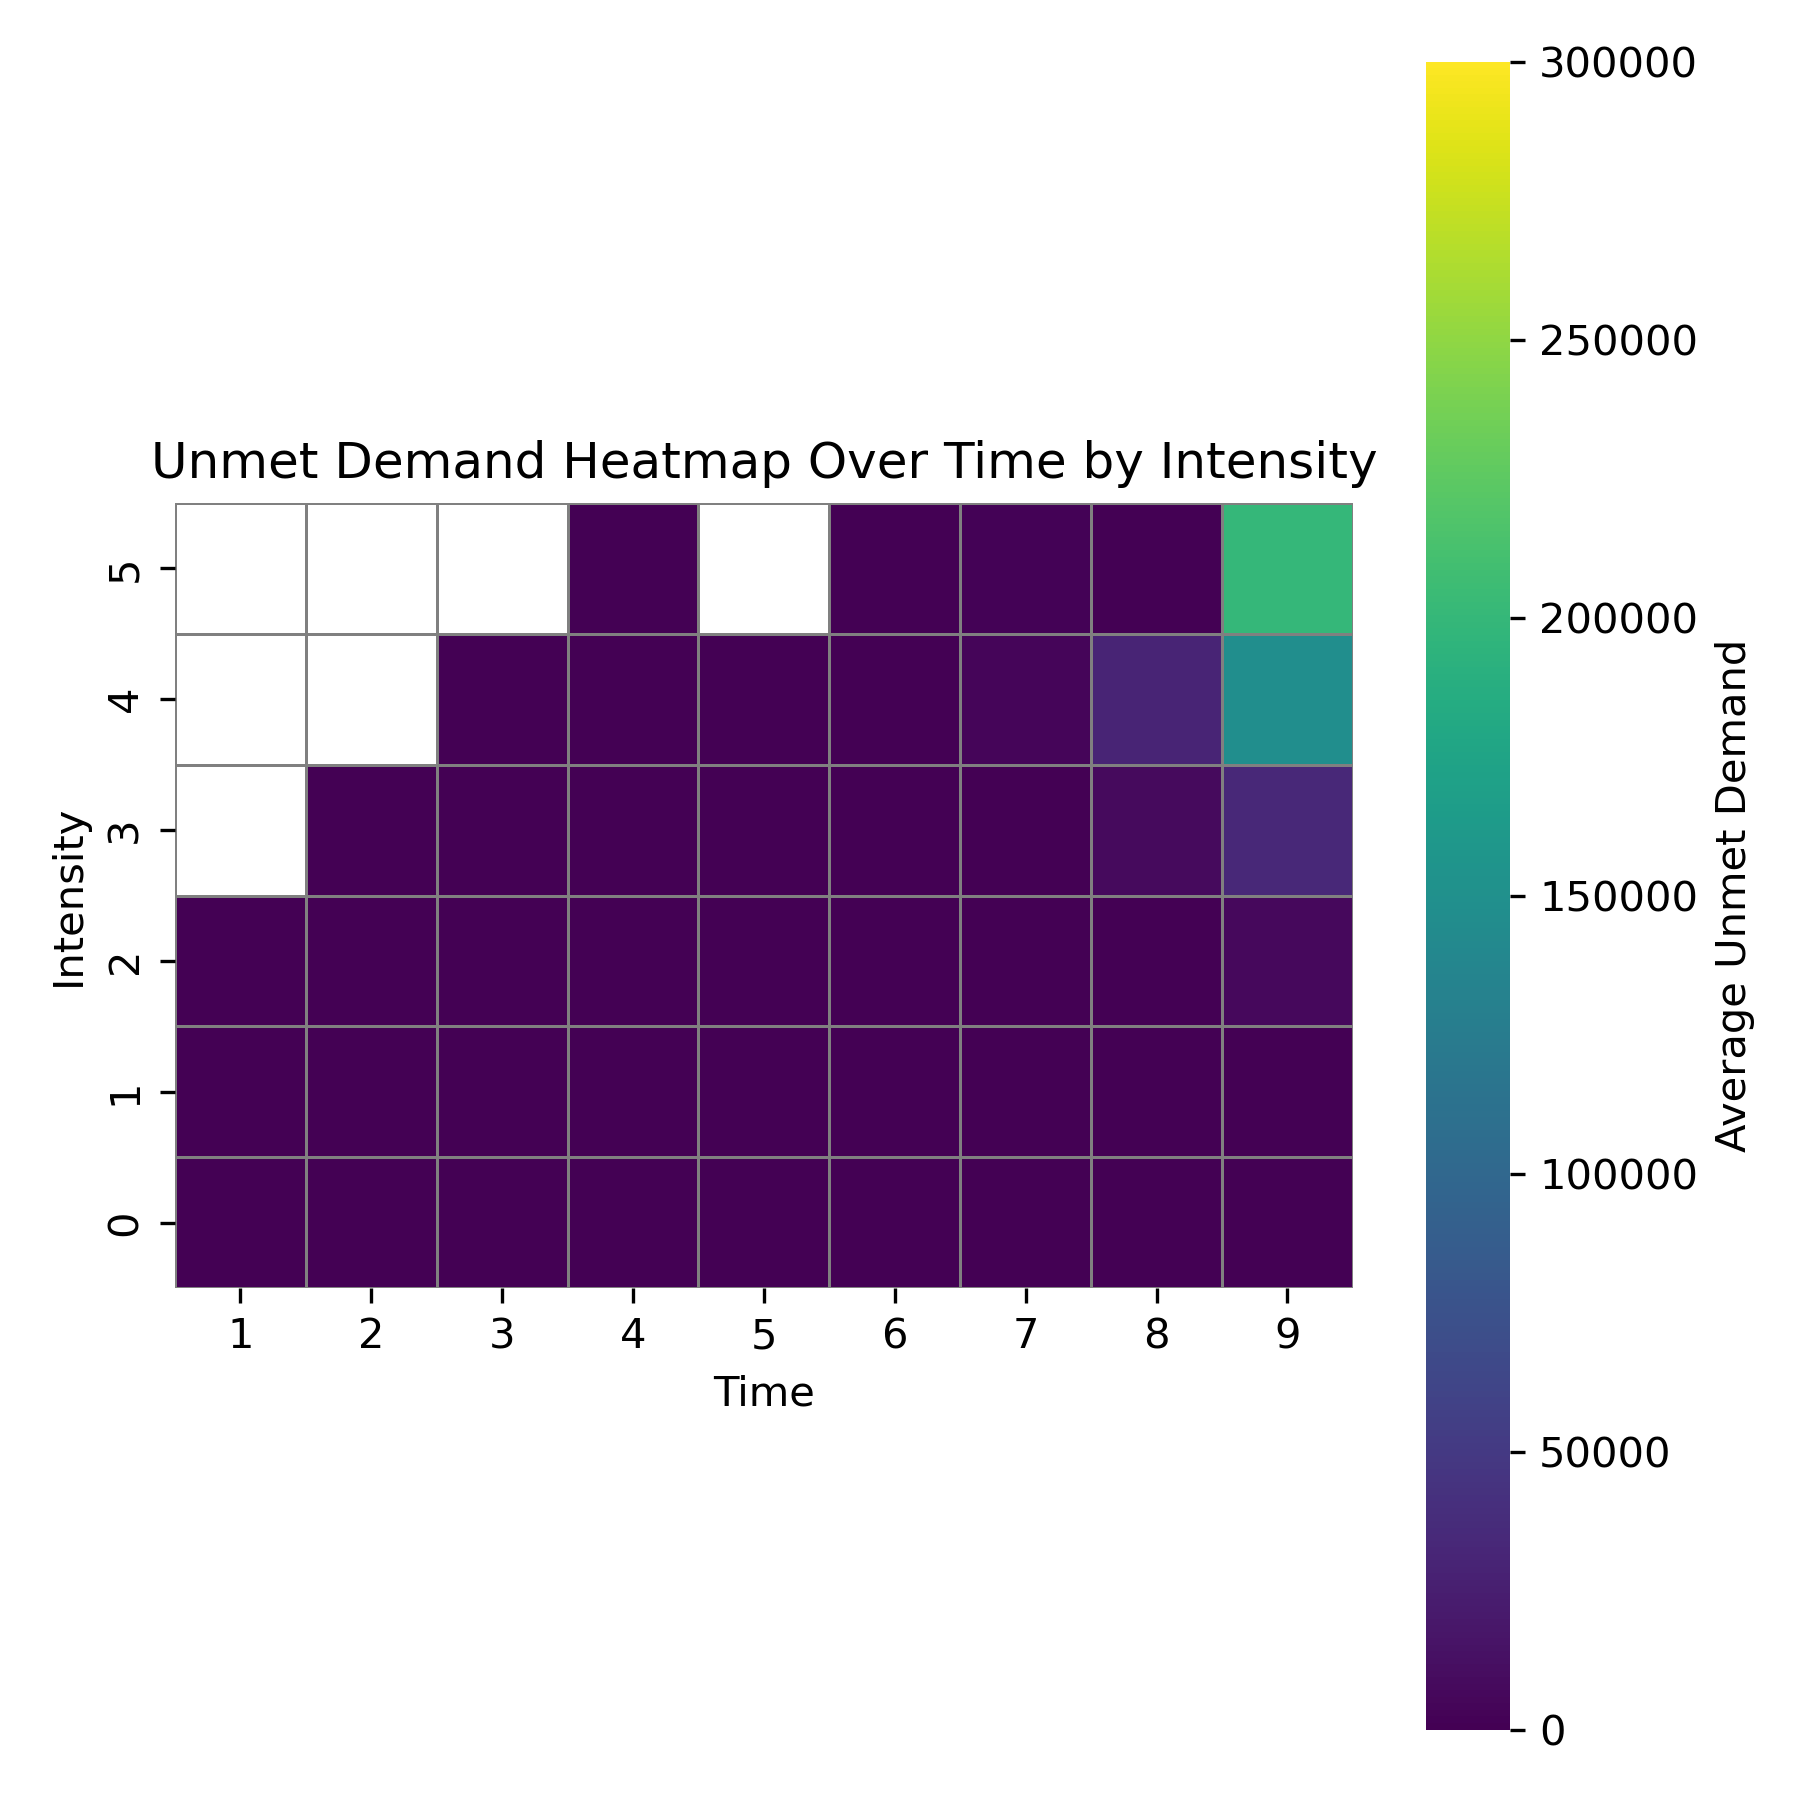 Unmet Demand Heatmap Over Time by Intensity
Intensity
5
4
3
2
1
0
1 2 3 4 5 6 7 8 9
Time
300000
250000
200000
150000
100000
50000
0
Average Unmet Demand